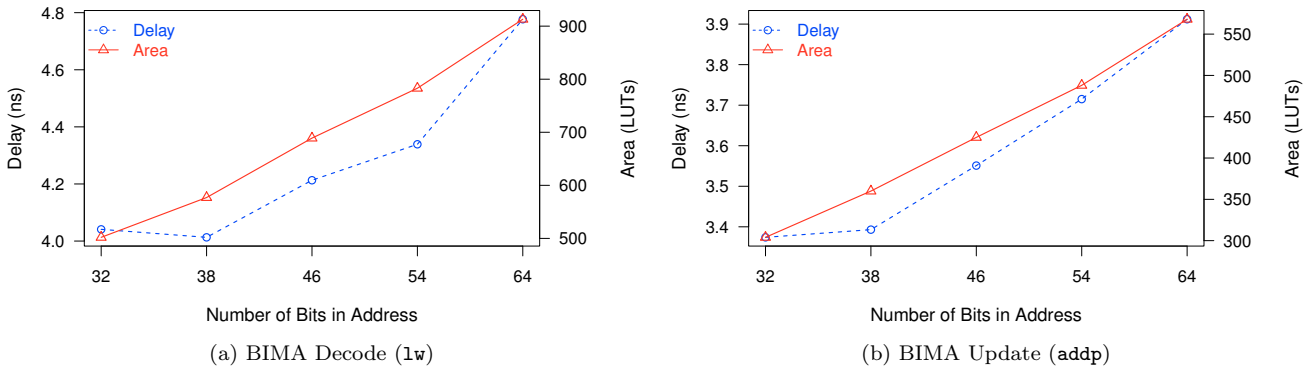 Delay
Area
4.8
4.6
4.4
4.2
4.0
Delay (ns)
900
800
700
600
500
Area (LUTs)
32 38 46 54 64
Number of Bits in Address
(a) BIMA Decode (lw)
Delay
Area
3.9
3.8
3.7
3.6
3.5
3.4
Delay (ns)
550
500
450
400
350
300
Area (LUTs)
32 38 46 54 64
Number of Bits in Address
(b) BIMA Update (addp)